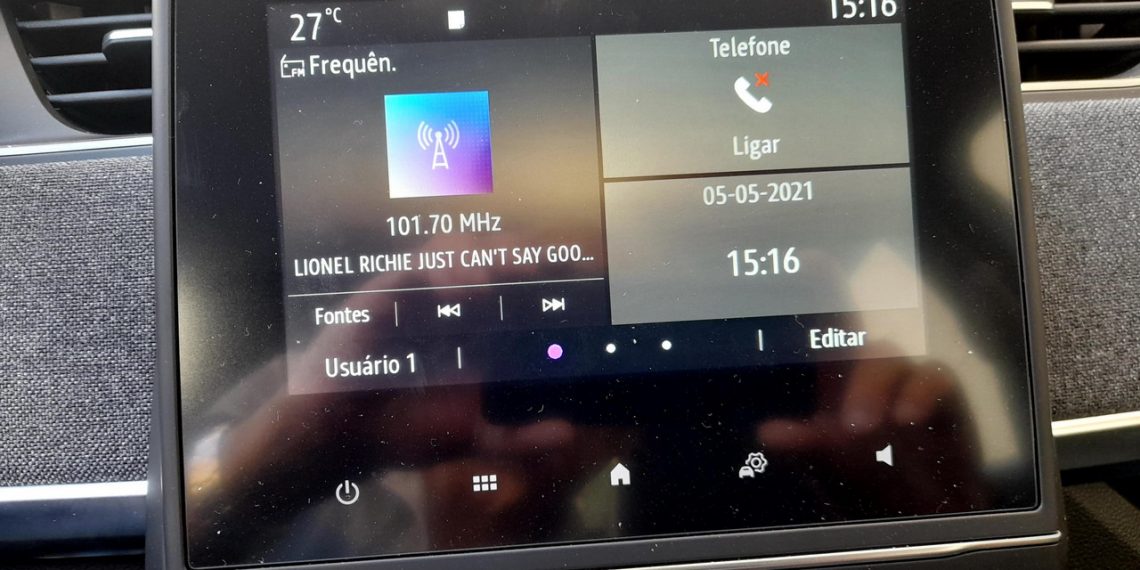 27°C
15:16
FM Frequên.
101.70 MHz
LIONEL RICHIE JUST CAN'T SAY GOO...
Fontes
Usuário 1
Telefone
Ligar
05-05-2021
15:16
Editar